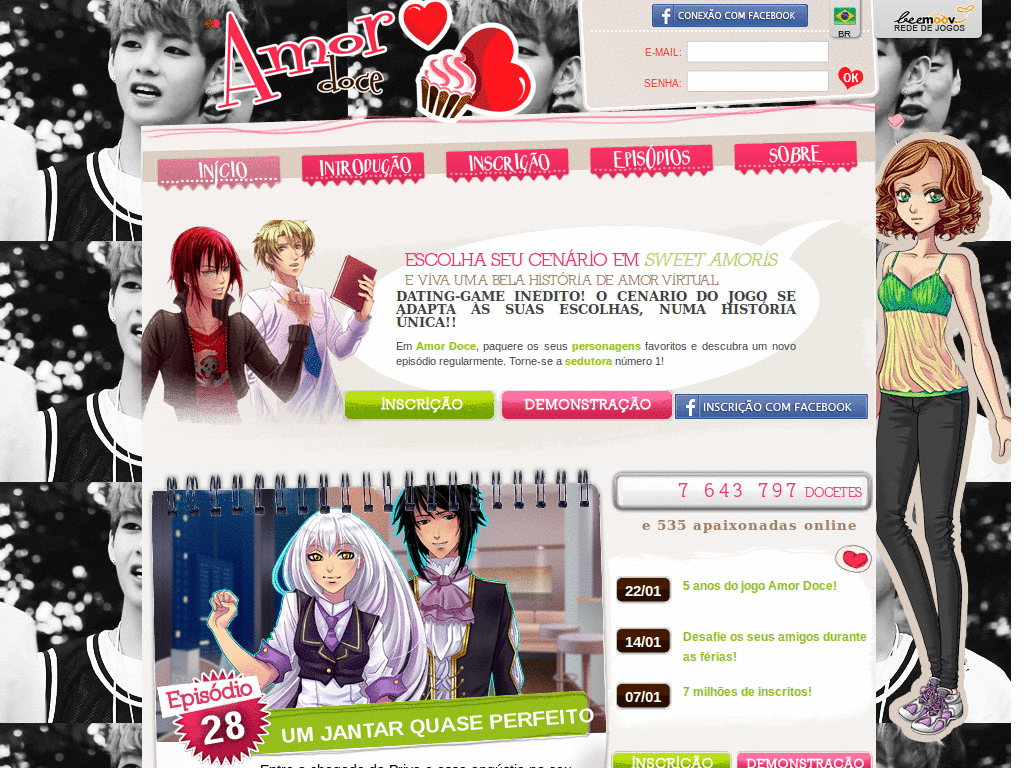 Amor
doce
CONEXÃO COM FACEBOOK
BR
beemoov
REDE DE JOGOS
E-MAIL:
SENHA:
OK
INÍCIO
INTRODUÇÃO
INSCRIÇÃO
EPISÓDIOS
SOBRE
ESCOLHA SEU CENÁRIO EM SWEET AMORIS
E VIVA UMA BELA HISTÓRIA DE AMOR VIRTUAL
DATING-GAME INÉDITO! O CENÁRIO DO JOGO SE
ADAPTA ÀS SUAS ESCOLHAS, NUMA HISTÓRIA
ÚNICA!!
Em Amor Doce, paquere os seus personagens favoritos e descubra um novo
episódio regularmente. Torne-se a sedutora número 1!
INSCRIÇÃO
DEMONSTRAÇÃO
INSCRIÇÃO COM FACEBOOK
7 643 797 DOCETES
e 535 apaixonadas online
22/01
5 anos do jogo Amor Doce!
14/01
Desafie os seus amigos durante
as férias!
07/01
7 milhões de inscritos!
Episódio
28
UM JANTAR QUASE PERFEITO
INSCRIÇÃO
DEMONSTRAÇÃO